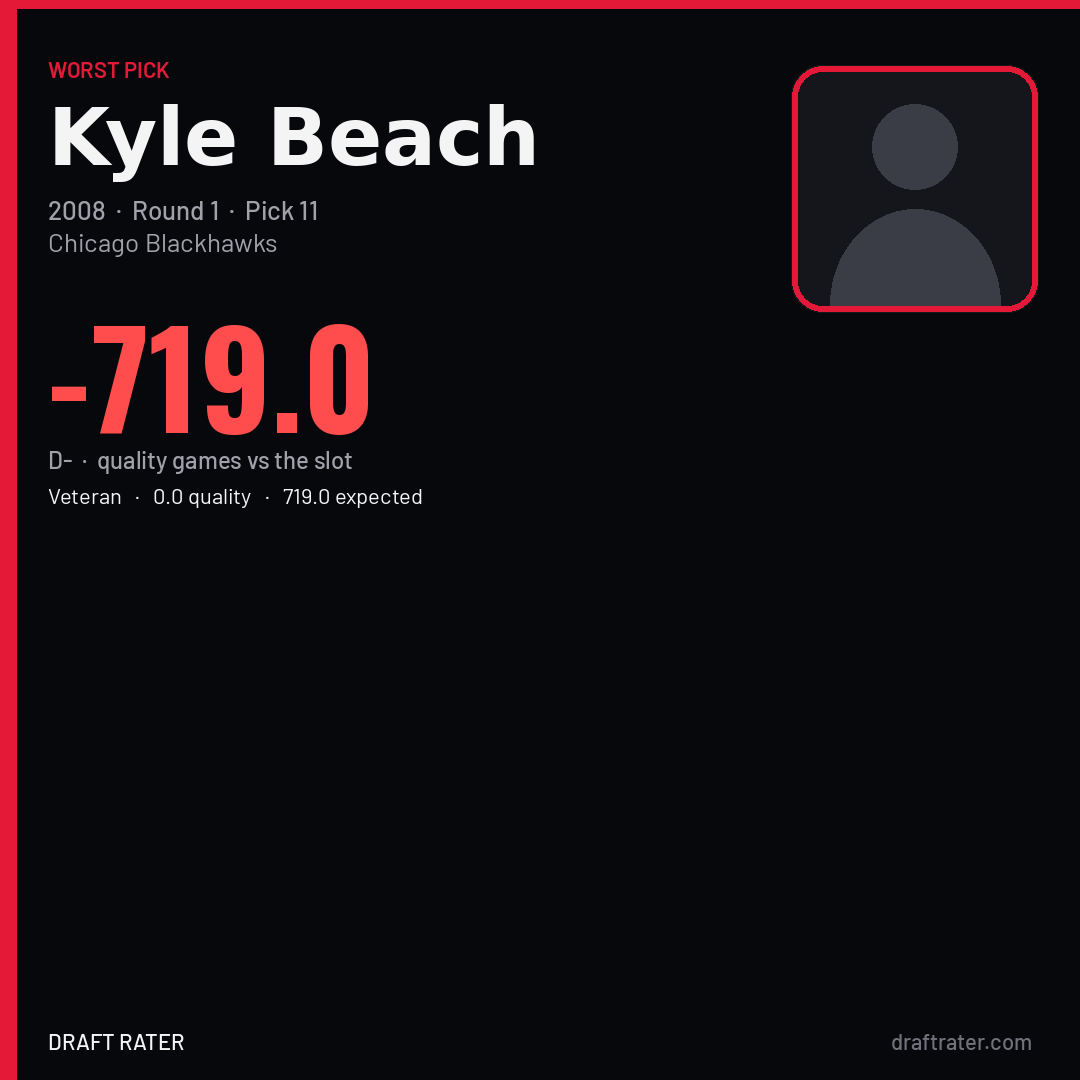 WORST PICK
Kyle Beach
2008 · Round 1 · Pick 11
Chicago Blackhawks
-719.0
D- · quality games vs the slot
Veteran · 0.0 quality · 719.0 expected
DRAFT RATER
draftrater.com